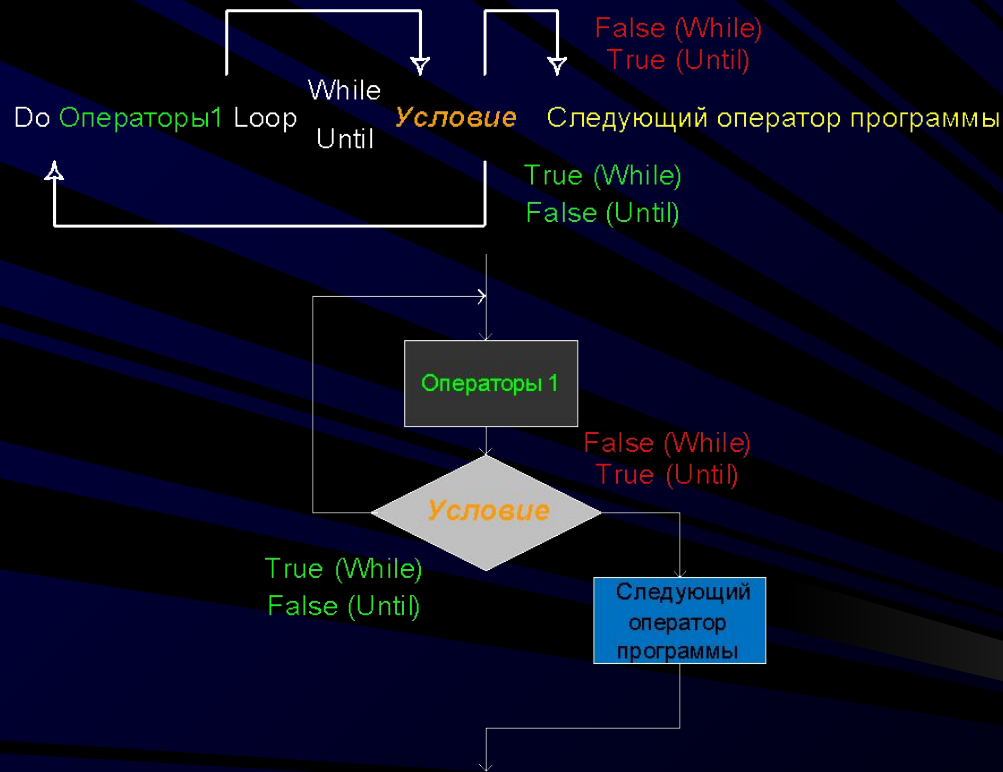 False (While)
True (Until)
While
Do Операторы1 Loop Условие Следующий оператор программы
Until
True (While)
False (Until)
Операторы 1
False (While)
True (Until)
Условие
True (While)
False (Until)
Следующий
оператор
программы